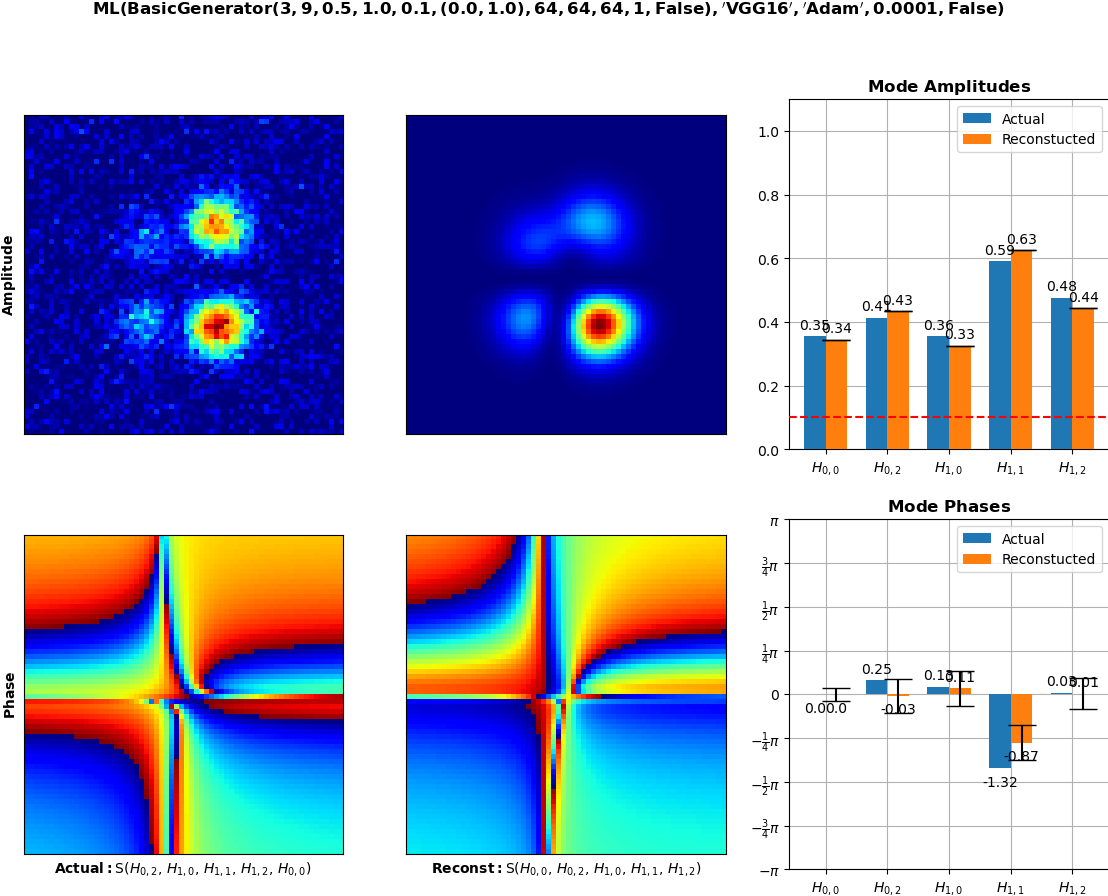 ML(BasicGenerator(3, 9, 0.5, 1.0, 0.1, (0.0, 1.0), 64, 64, 64, 1, False), 'VGG16', 'Adam', 0.0001, False)
Mode Amplitudes
Amplitude
Actual
Reconstucted
1.0
0.8
0.6
0.4
0.2
0.0
0.35
0.34
0.41
0.43
0.36
0.33
0.59
0.63
0.48
0.44
H0,0
H0,2
H1,0
H1,1
H1,2
Mode Phases
Phase
Actual
Reconstucted
π
3/4π
1/2π
1/4π
0
−1/4π
−1/2π
−3/4π
−π
0.25
-0.03
0.11
-1.32
-0.87
0.01
H0,0
H0,2
H1,0
H1,1
H1,2
Actual: S(H0,2, H1,0, H1,1, H1,2, H0,0)
Reconst: S(H0,0, H0,2, H1,0, H1,1, H1,2)